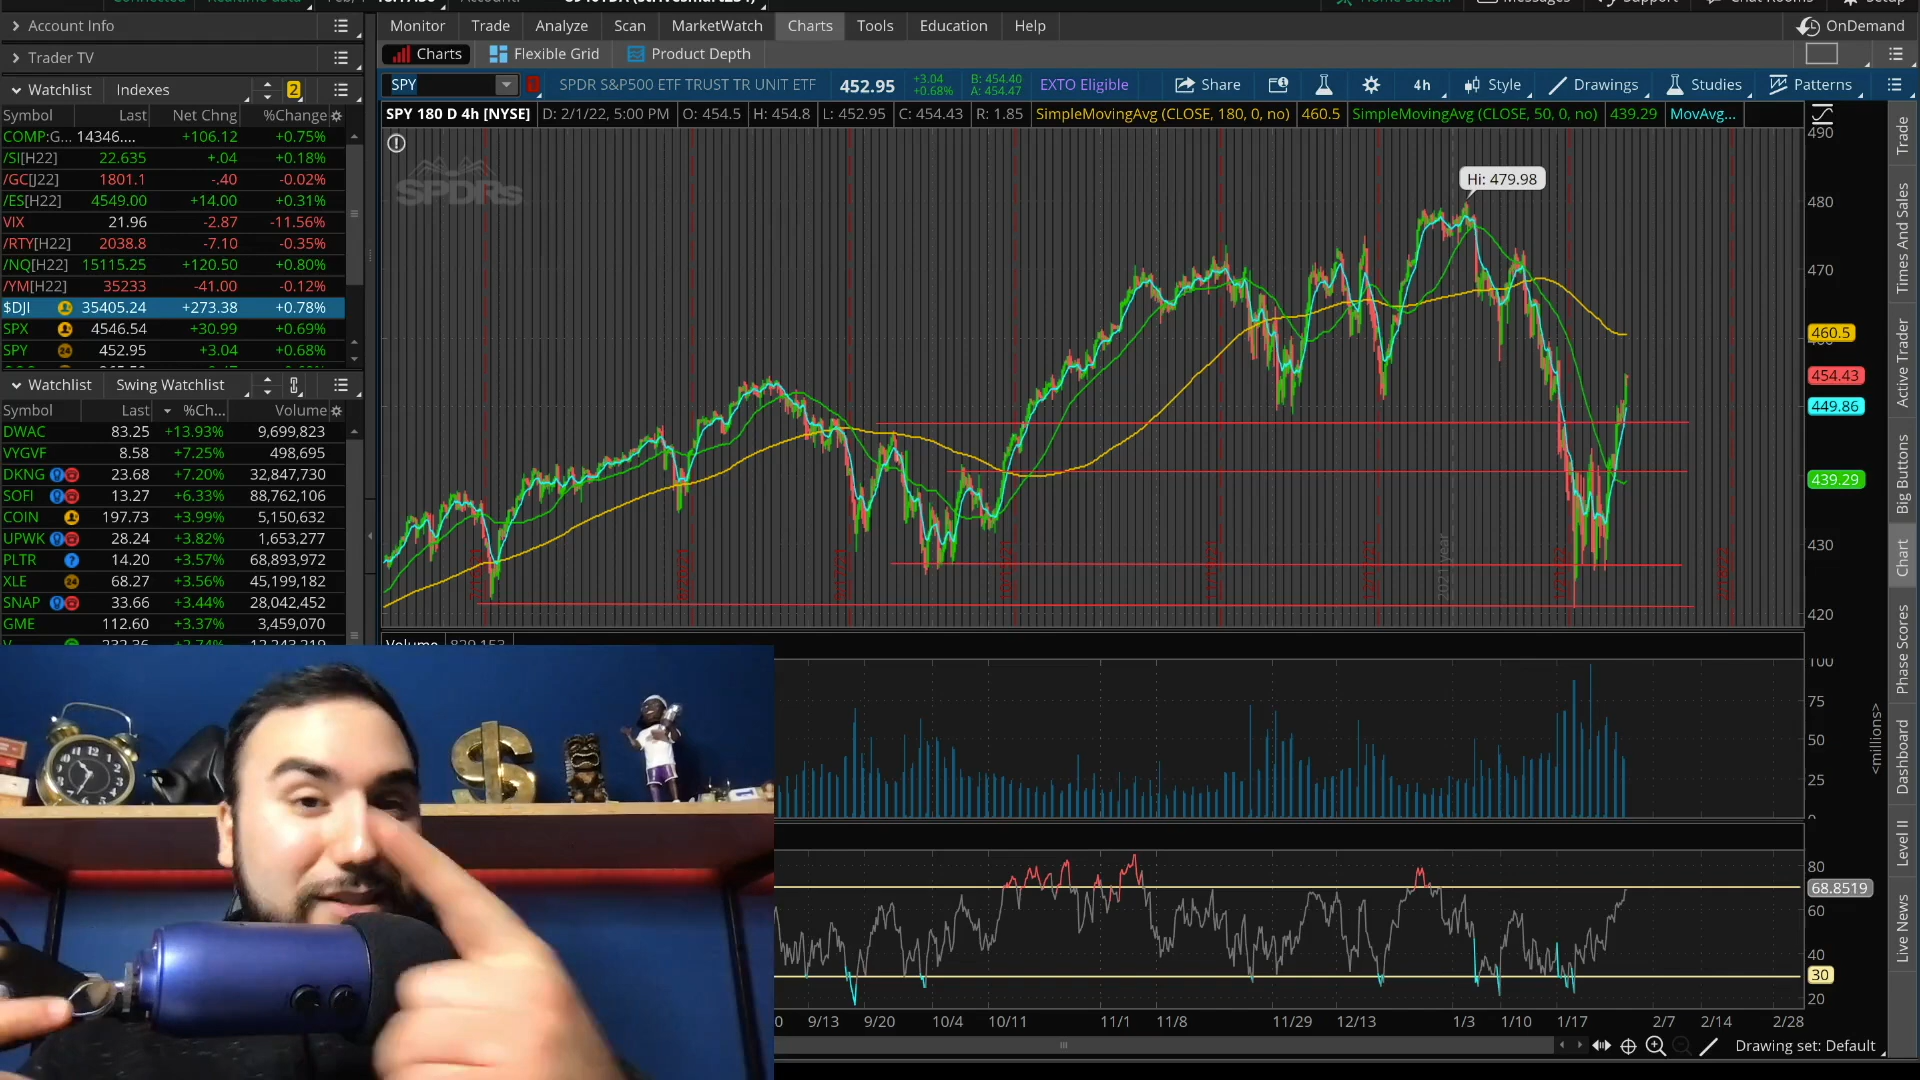 Account Info
Monitor Trade Analyze Scan MarketWatch Charts Tools Education Help OnDemand
Trader TV
Charts Flexible Grid Product Depth
Watchlist Indexes 2
SPY SPDR S&P500 ETF TRUST TR UNIT ETF 452.95 +3.04 +0.68% B: 454.40 A: 454.47 EXTO Eligible Share 4h Style Drawings Studies Patterns
Symbol Last Net Chng %Change
SPY 180 D 4h [NYSE] D: 2/1/22, 5:00 PM O: 454.5 H: 454.8 L: 452.95 C: 454.43 R: 1.85 SimpleMovingAvg (CLOSE, 180, 0, no) 460.5 SimpleMovingAvg (CLOSE, 50, 0, no) 439.29 MovAvg...
COMP:G... 14346.... +106.12 +0.75%
/SI[H22] 22.635 +.04 +0.18%
/GC[J22] 1801.1 -.40 -0.02%
/ES[H22] 4549.00 +14.00 +0.31%
VIX 21.96 -2.87 -11.56%
/RTY[H22] 2038.8 -7.10 -0.35%
/NQ[H22] 15115.25 +120.50 +0.80%
/YM[H22] 35233 -41.00 -0.12%
$DJI 35405.24 +273.38 +0.78%
SPX 4546.54 +30.99 +0.69%
SPY 24 452.95 +3.04 +0.68%
Watchlist Swing Watchlist
Symbol Last %Ch... Volume
DWAC 83.25 +13.93% 9,699,823
VYGVF 8.58 +7.25% 498,695
DKNG 23.68 +7.20% 32,847,730
SOFI 13.27 +6.33% 88,762,106
COIN 197.73 +3.99% 5,150,632
UPWK 28.24 +3.82% 1,653,277
PLTR 14.20 +3.57% 68,893,972
XLE 24 68.27 +3.56% 45,199,182
SNAP 33.66 +3.44% 28,042,452
GME 112.60 +3.37% 3,459,070
SPDRs
Hi: 479.98
2021 year
490
480
470
460.5
454.43
449.86
439.29
430
420
Volume 829,153
100
75
50
25
<millions>
80
68.8519
60
40
30
20
9/13 9/20 10/4 10/11 11/1 11/8 11/29 12/13 1/3 1/10 1/17 2/7 2/14 2/28
Drawing set: Default
Trade
Times And Sales
Active Trader
Big Buttons
Chart
Phase Scores
Dashboard
Level II
Live News